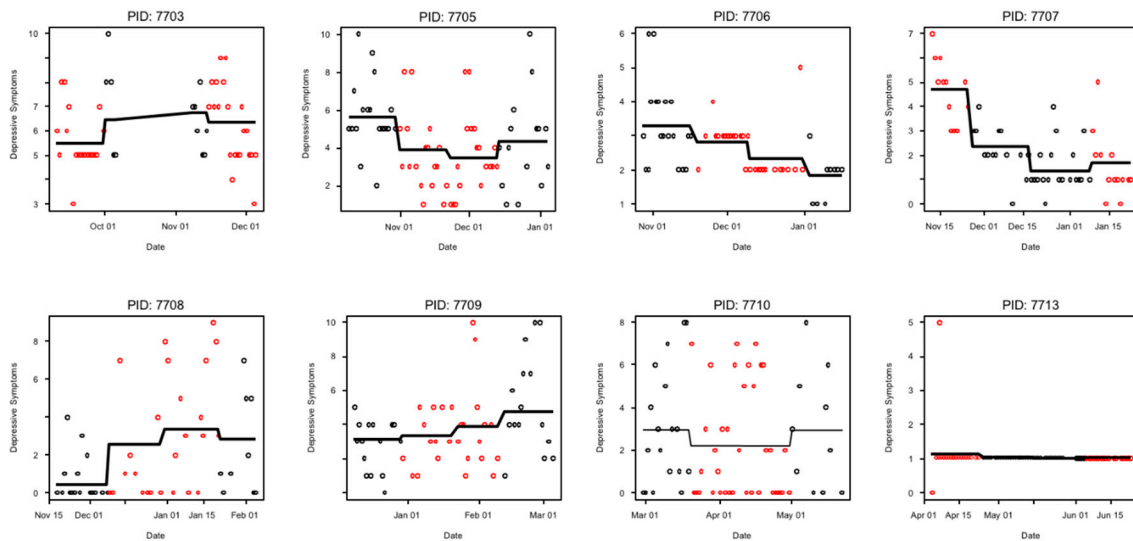 PID: 7703
10
7
6
5
3
Depressive Symptoms
Oct 01
Nov 01
Dec 01
Date
PID: 7705
10
8
6
4
2
Depressive Symptoms
Nov 01
Dec 01
Jan 01
Date
PID: 7706
6
5
4
3
2
1
Depressive Symptoms
Nov 01
Dec 01
Jan 01
Date
PID: 7707
7
5
4
3
2
1
0
Depressive Symptoms
Nov 15
Dec 01
Dec 15
Jan 01
Jan 15
Date
PID: 7708
8
4
2
0
Depressive Symptoms
Nov 15
Dec 01
Jan 01
Jan 15
Feb 01
Date
PID: 7709
10
8
6
4
2
Depressive Symptoms
Jan 01
Feb 01
Mar 01
Date
PID: 7710
8
6
4
3
2
0
Depressive Symptoms
Mar 01
Apr 01
May 01
Date
PID: 7713
5
4
3
2
1
0
Depressive Symptoms
Apr 01
Apr 15
May 01
Jun 01
Jun 15
Date